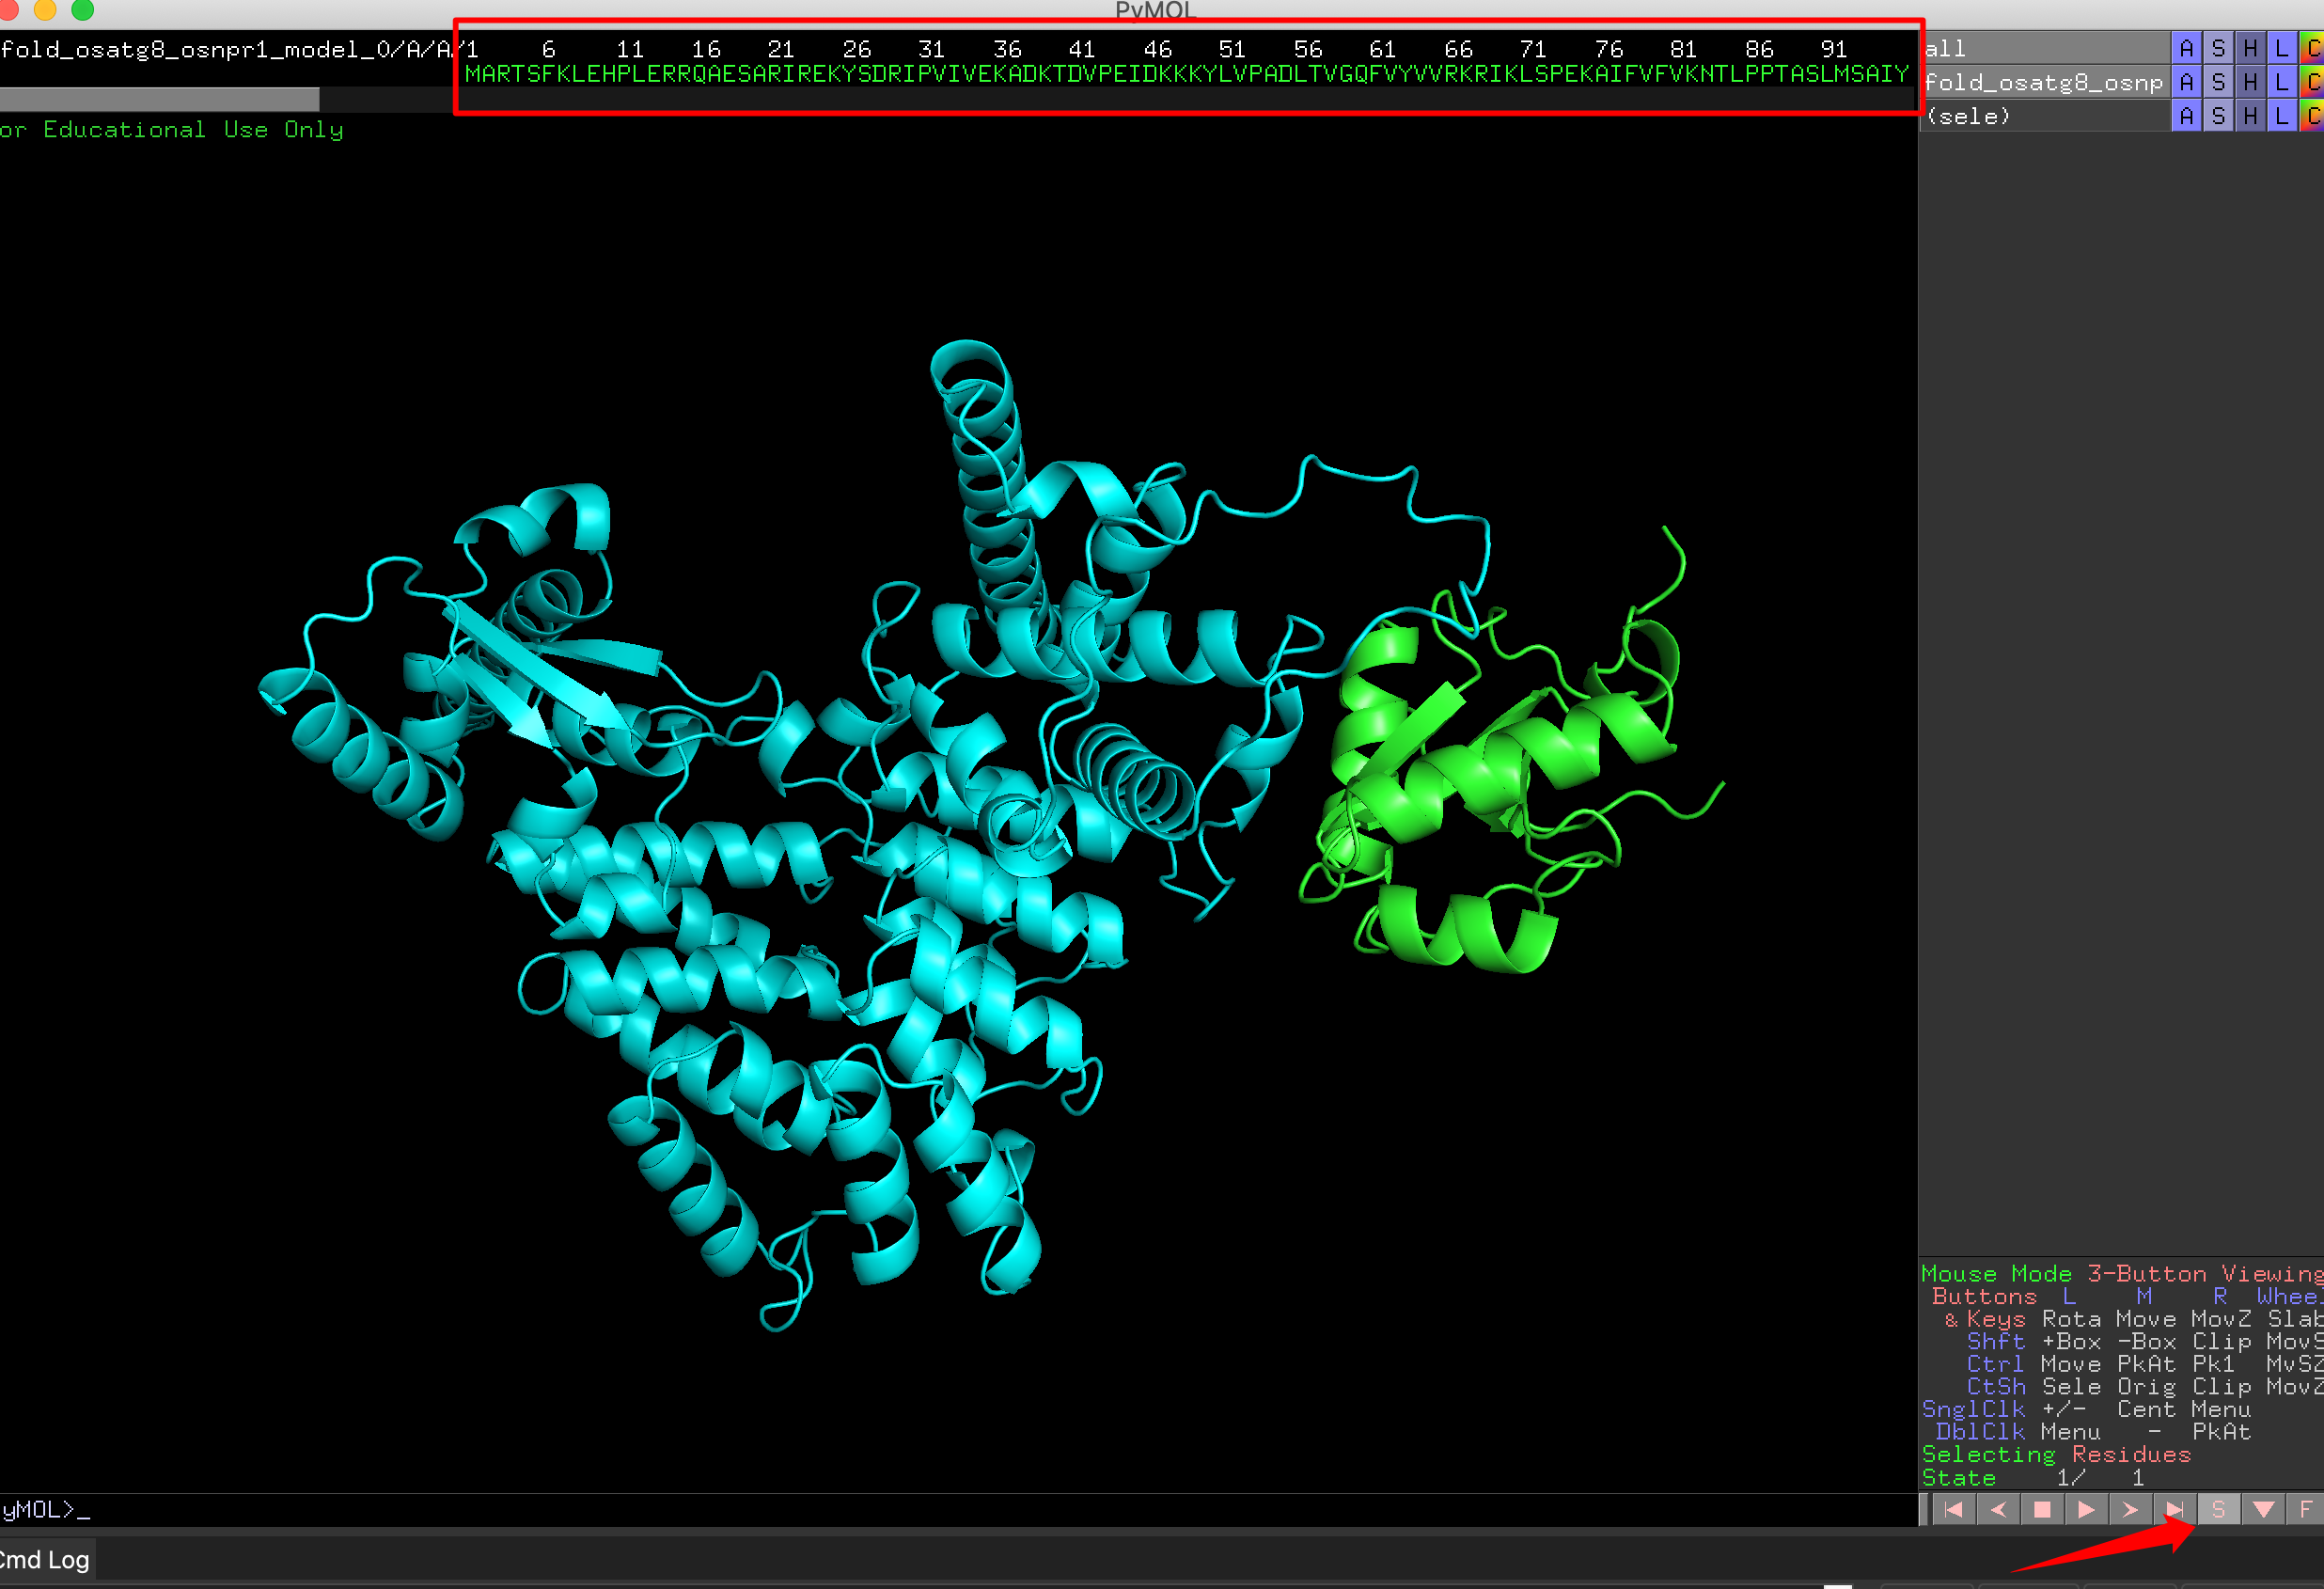 PyMOL
fold_osatg8_osnpr1_model_0/A/A/1 6 11 16 21 26 31 36 41 46 51 56 61 66 71 76 81 86 91
MARTSFKLEHPLERRQAESARIREKYSDRIPVIVEKADKTDVPEIDKKKYLVPADLTVGQFVYVVRKRIKLSPEKAIFVFVKNTLPPTASLMSAIY
or Educational Use Only
all A S H L C
fold_osatg8_osnp A S H L C
(sele) A S H L C
Mouse Mode 3-Button Viewing
Buttons L M R Wheel
& Keys Rota Move MovZ Slab
Shft +Box -Box Clip MovS
Ctrl Move PkAt Pk1 MvSZ
CtSh Sele Orig Clip MovZ
SnglClk +/- Cent Menu
DblClk Menu - PkAt
Selecting Residues
State 1/ 1
yMOL>_
S F
Cmd Log